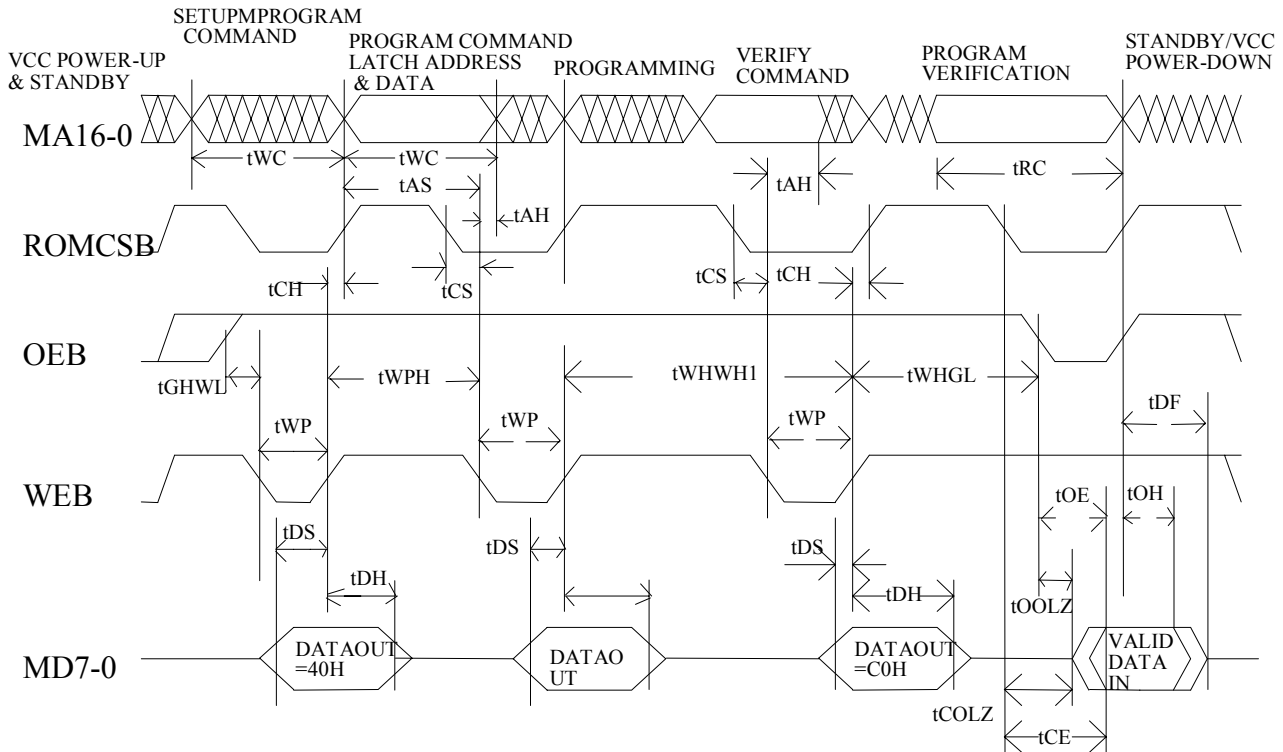 SETUPMPROGRAM
COMMAND
VCC POWER-UP
& STANDBY
PROGRAM COMMAND
LATCH ADDRESS
& DATA
PROGRAMMING
VERIFY
COMMAND
PROGRAM
VERIFICATION
STANDBY/VCC
POWER-DOWN
MA16-0
tWC
tWC
tAS
tAH
tAH
tRC
ROMCSB
tCH
tCS
tCS
tCH
OEB
tGHWL
tWPH
tWHWH1
tWHGL
tDF
tWP
tWP
tWP
WEB
tOE
tOH
tDS
tDS
tDS
tDH
tDH
tOOLZ
MD7-0
DATAOUT
=40H
DATAO
UT
DATAOUT
=C0H
VALID
DATA
IN
tCOLZ
tCE